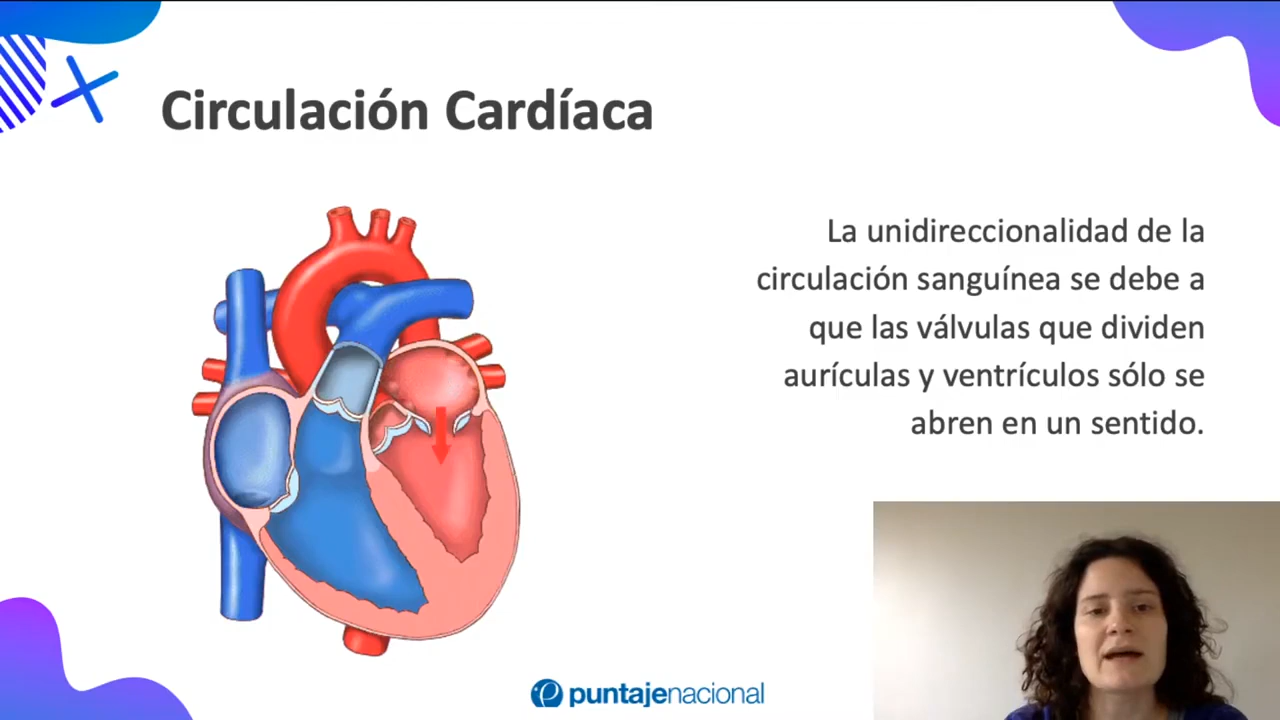 Circulación Cardíaca
La unidireccionalidad de la
circulación sanguínea se debe a
que las válvulas que dividen
aurículas y ventrículos sólo se
abren en un sentido.
puntajenacional